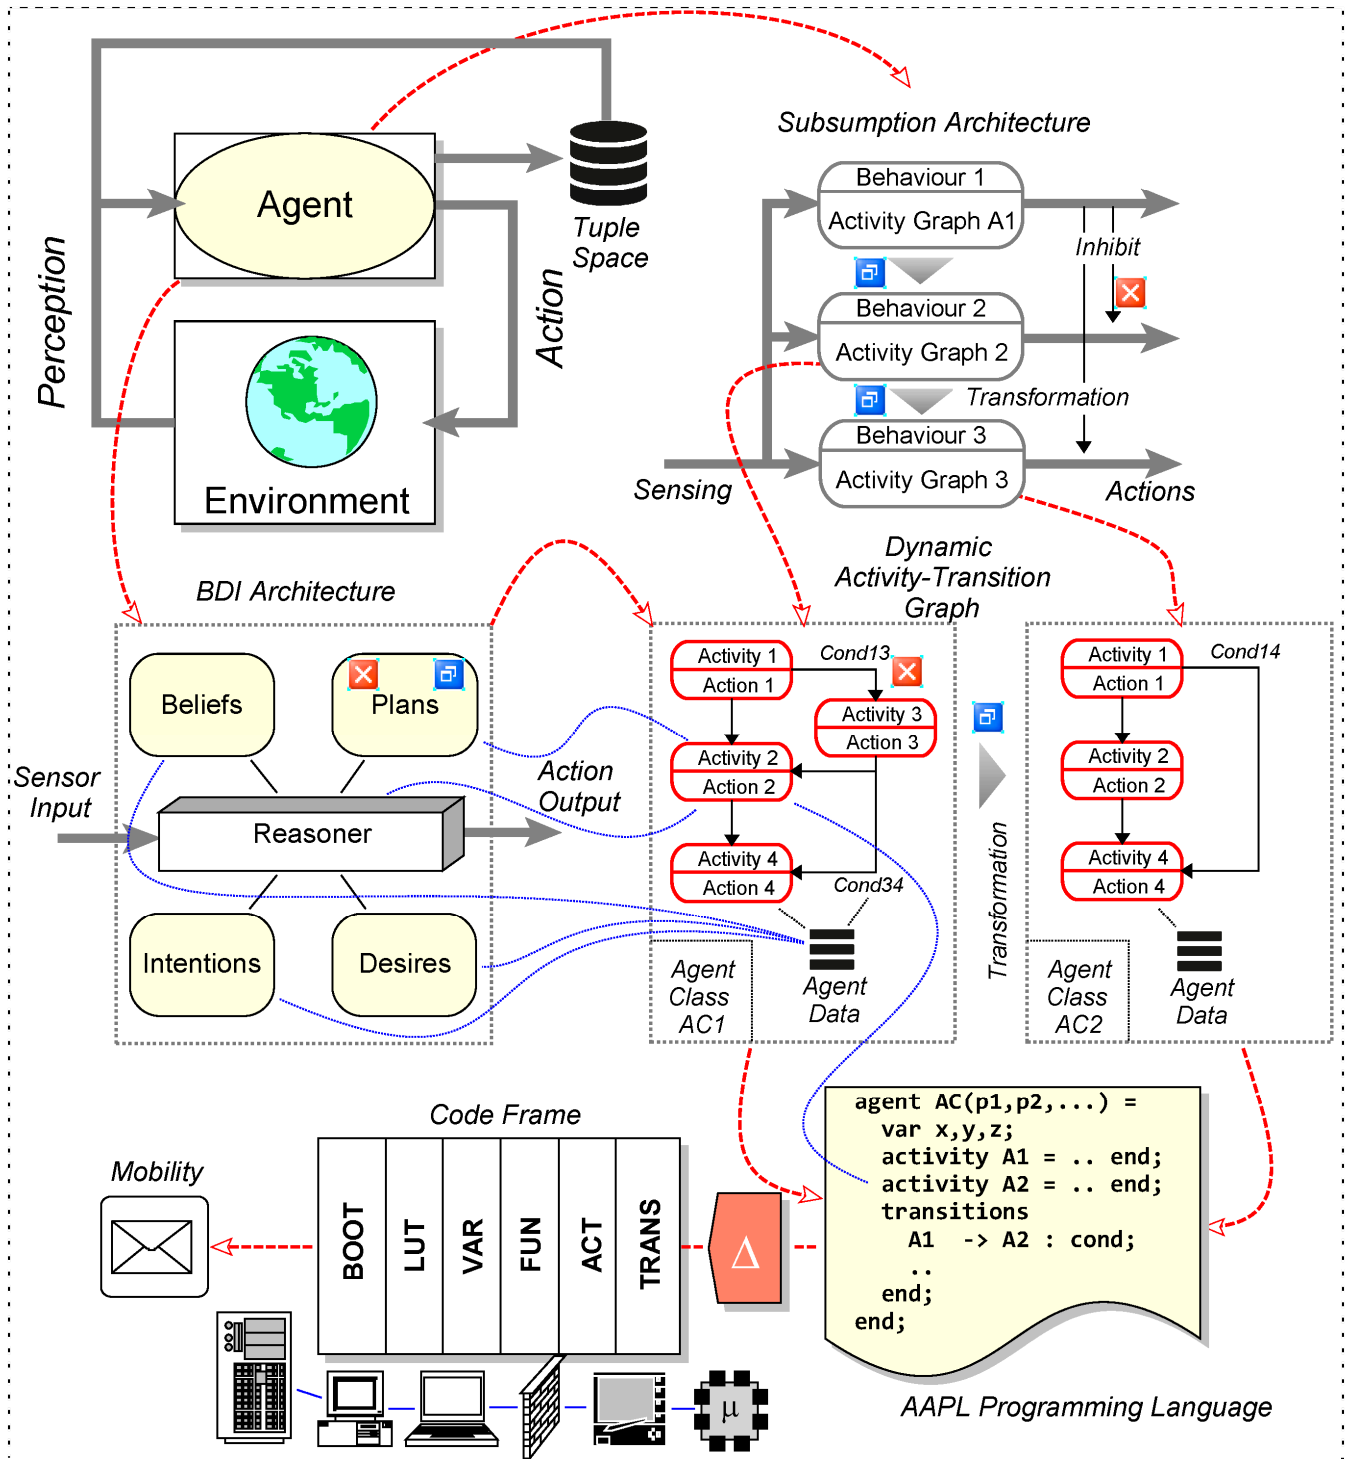 Subsumption Architecture
Agent
Tuple
Space
Perception
Action
Environment
Behaviour 1
Activity Graph A1
Inhibit
Behaviour 2
Activity Graph 2
Transformation
Behaviour 3
Activity Graph 3
Sensing
Actions
Dynamic
Activity-Transition
Graph
BDI Architecture
Beliefs
Plans
Sensor
Input
Reasoner
Action
Output
Intentions
Desires
Activity 1
Action 1
Cond13
Activity 3
Action 3
Activity 2
Action 2
Activity 4
Action 4
Cond34
Agent
Class
AC1
Agent
Data
Transformation
Activity 1
Action 1
Cond14
Activity 2
Action 2
Activity 4
Action 4
Agent
Class
AC2
Agent
Data
Code Frame
Mobility
BOOT
LUT
VAR
FUN
ACT
TRANS
Δ
agent AC(p1,p2,...) =
var x,y,z;
activity A1 = .. end;
activity A2 = .. end;
transitions
A1 -> A2 : cond;
..
end;
end;
µ
AAPL Programming Language